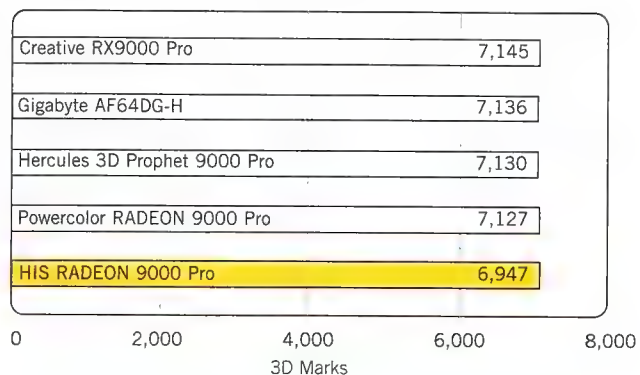 Creative RX9000 Pro 7,145
Gigabyte AF64DG-H 7,136
Hercules 3D Prophet 9000 Pro 7,130
Powercolor RADEON 9000 Pro 7,127
HIS RADEON 9000 Pro 6,947
0 2,000 4,000 6,000 8,000
3D Marks